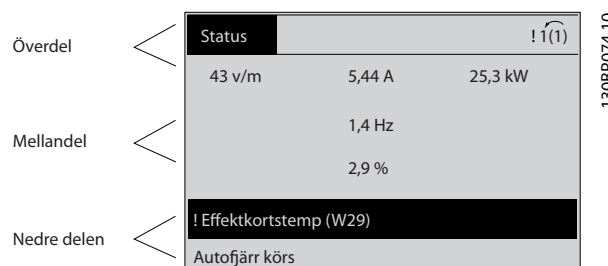 Överdel
Status
! 1(1)
43 v/m 5,44 A 25,3 kW
1,4 Hz
Mellandel
2,9 %
! Effektkortstemp (W29)
Nedre delen
Autofjärr körs
130BP074.10